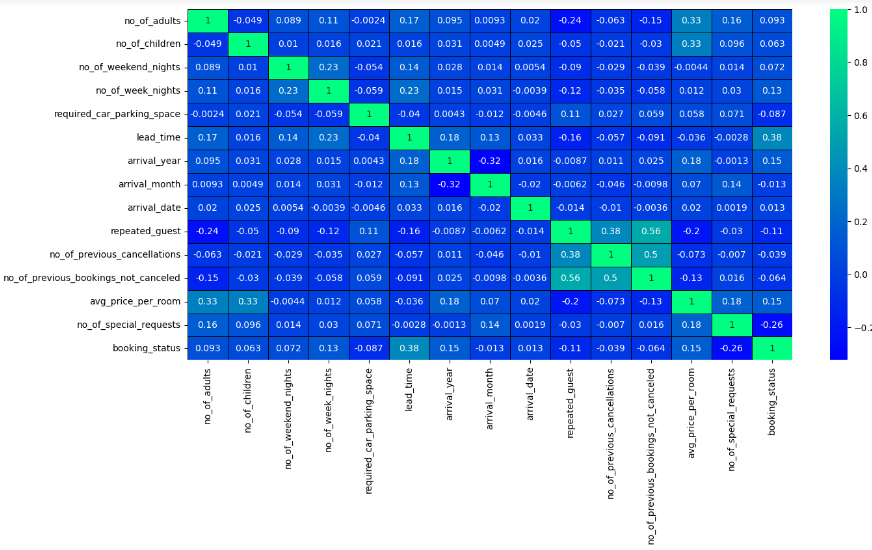 no_of_adults 1 -0.049 0.089 0.11 -0.0024 0.17 0.095 0.0093 0.02 -0.24 -0.063 -0.15 0.33 0.16 0.093
no_of_children -0.049 1 0.01 0.016 0.021 0.016 0.031 0.0049 0.025 -0.05 -0.021 -0.03 0.33 0.096 0.063
no_of_weekend_nights 0.089 0.01 1 0.23 -0.054 0.14 0.028 0.014 0.0054 -0.09 -0.029 -0.039 -0.0044 0.014 0.072
no_of_week_nights 0.11 0.016 0.23 1 -0.059 0.23 0.015 0.031 -0.0039 -0.12 -0.035 -0.058 0.012 0.03 0.13
required_car_parking_space -0.0024 0.021 -0.054 -0.059 1 -0.04 0.0043 -0.012 -0.0046 0.11 0.027 0.059 0.058 0.071 -0.087
lead_time 0.17 0.016 0.14 0.23 -0.04 1 0.18 0.13 0.033 -0.16 -0.057 -0.091 -0.036 -0.0028 0.38
arrival_year 0.095 0.031 0.028 0.015 0.0043 0.18 1 -0.32 0.016 -0.0087 0.011 0.025 0.18 -0.0013 0.15
arrival_month 0.0093 0.0049 0.014 0.031 -0.012 0.13 -0.32 1 -0.02 -0.0062 -0.046 -0.0098 0.07 0.14 -0.013
arrival_date 0.02 0.025 0.0054 -0.0039 -0.0046 0.033 0.016 -0.02 1 -0.014 -0.01 -0.0036 0.02 0.0019 0.013
repeated_guest -0.24 -0.05 -0.09 -0.12 0.11 -0.16 -0.0087 -0.0062 -0.014 1 0.38 0.56 -0.2 -0.03 -0.11
no_of_previous_cancellations -0.063 -0.021 -0.029 -0.035 0.027 -0.057 0.011 -0.046 -0.01 0.38 1 0.5 -0.073 -0.007 -0.039
no_of_previous_bookings_not_canceled -0.15 -0.03 -0.039 -0.058 0.059 -0.091 0.025 -0.0098 -0.0036 0.56 0.5 1 -0.13 0.016 -0.064
avg_price_per_room 0.33 0.33 -0.0044 0.012 0.058 -0.036 0.18 0.07 0.02 -0.2 -0.073 -0.13 1 0.18 0.15
no_of_special_requests 0.16 0.096 0.014 0.03 0.071 -0.0028 -0.0013 0.14 0.0019 -0.03 -0.007 0.016 0.18 1 -0.26
booking_status 0.093 0.063 0.072 0.13 -0.087 0.38 0.15 -0.013 0.013 -0.11 -0.039 -0.064 0.15 -0.26 1
no_of_adults
no_of_children
no_of_weekend_nights
no_of_week_nights
required_car_parking_space
lead_time
arrival_year
arrival_month
arrival_date
repeated_guest
no_of_previous_cancellations
no_of_previous_bookings_not_canceled
avg_price_per_room
no_of_special_requests
booking_status
1.0
0.8
0.6
0.4
0.2
0.0
−0.2